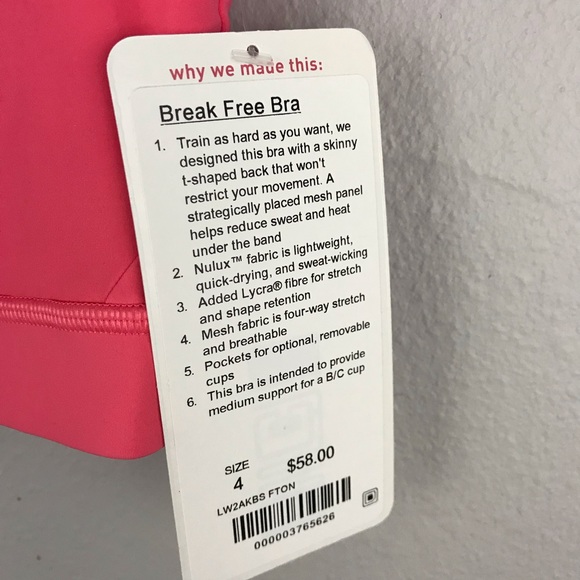 why we made this:
Break Free Bra
1. Train as hard as you want, we
designed this bra with a skinny
t-shaped back that won't
restrict your movement. A
strategically placed mesh panel
helps reduce sweat and heat
under the band
2. Nulux™ fabric is lightweight,
quick-drying, and sweat-wicking
3. Added Lycra® fibre for stretch
and shape retention
4. Mesh fabric is four-way stretch
and breathable
5. Pockets for optional, removable
cups
6. This bra is intended to provide
medium support for a B/C cup
SIZE
4
$58.00
LW2AKBS FTON
000003765626